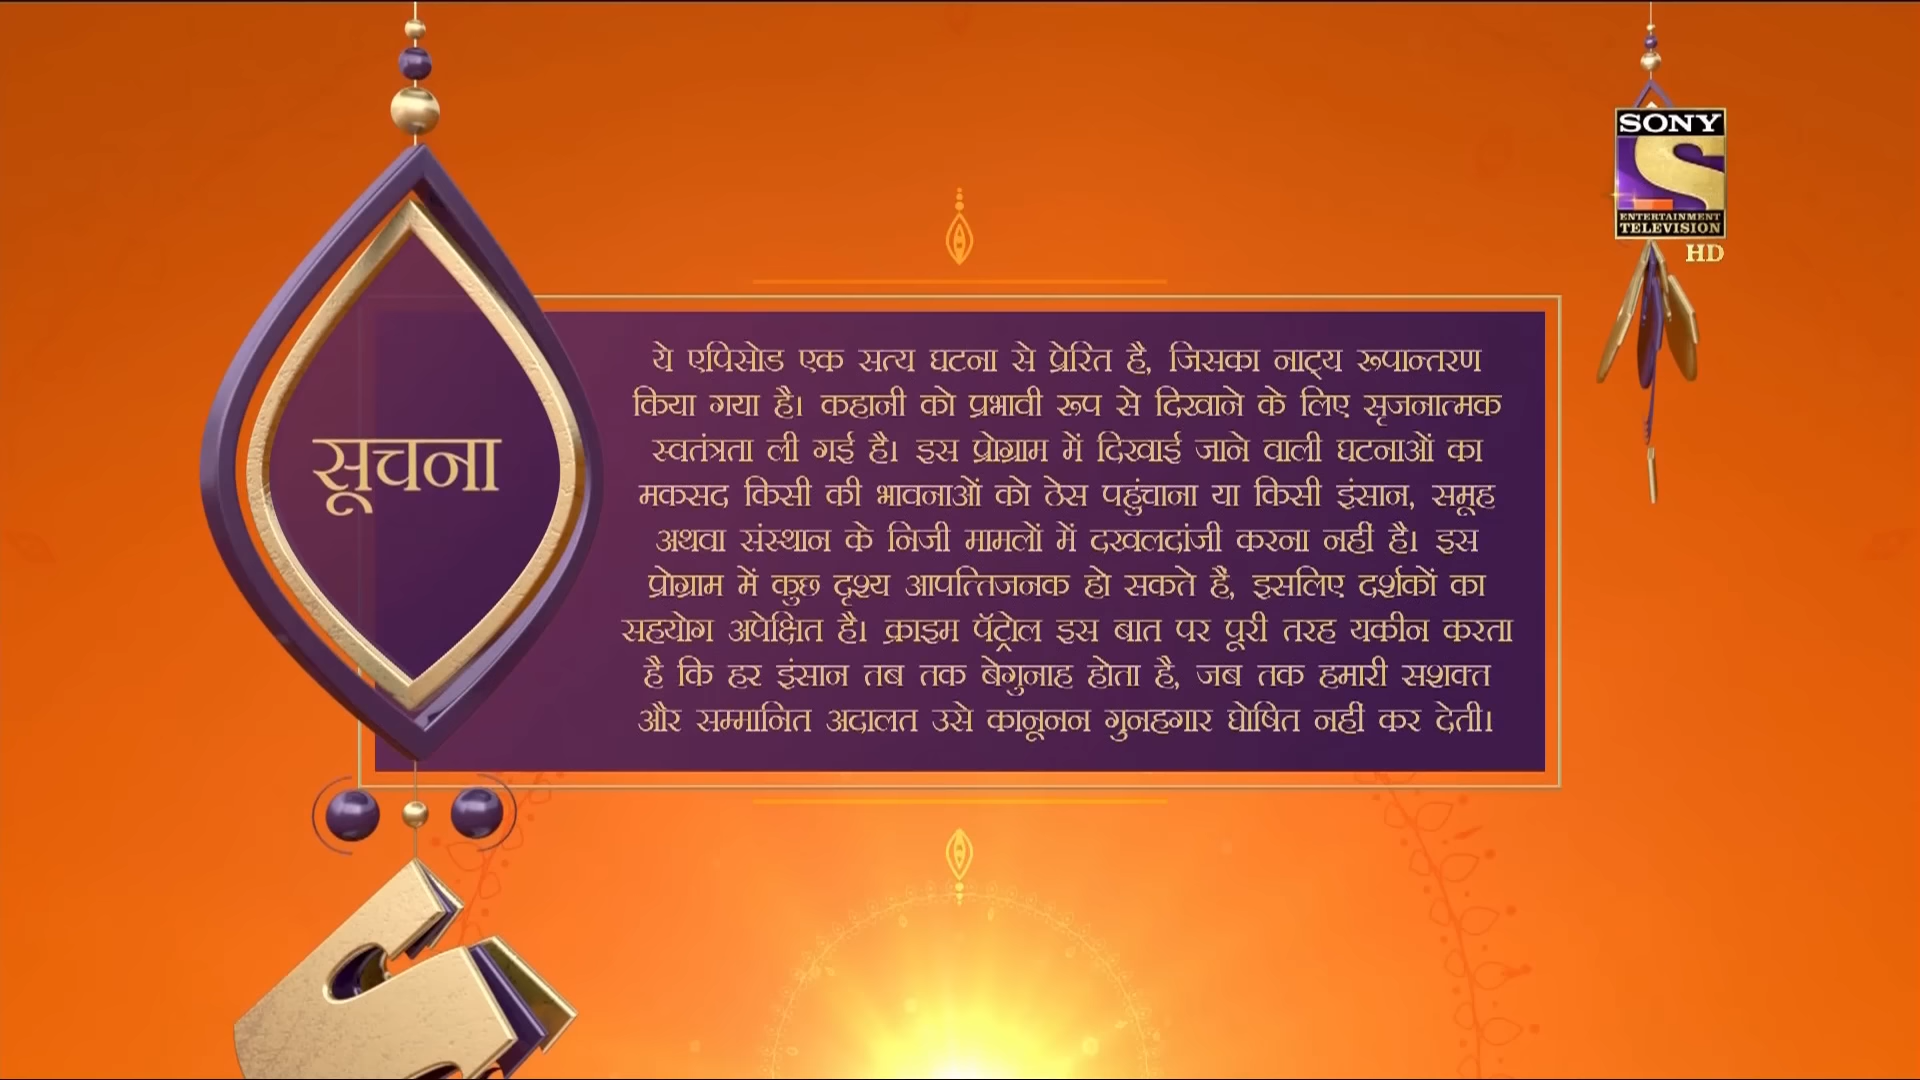 SONY
ENTERTAINMENT
TELEVISION
HD
सूचना
ये एपिसोड एक सत्य घटना से प्रेरित है, जिसका नाट्य रूपान्तरण
किया गया है। कहानी को प्रभावी रूप से दिखाने के लिए सृजनात्मक
स्वतंत्रता ली गई है। इस प्रोग्राम में दिखाई जाने वाली घटनाओं का
मकसद किसी की भावनाओं को ठेस पहुंचाना या किसी इंसान, समूह
अथवा संस्थान के निजी मामलों में दखलदांजी करना नहीं है। इस
प्रोग्राम में कुछ दृश्य आपत्तिजनक हो सकते हैं, इसलिए दर्शकों का
सहयोग अपेक्षित है। क्राइम पॅट्रोल इस बात पर पूरी तरह यकीन करता
है कि हर इंसान तब तक बेगुनाह होता है, जब तक हमारी सशक्त
और सम्मानित अदालत उसे कानूनन गुनहगार घोषित नहीं कर देती।